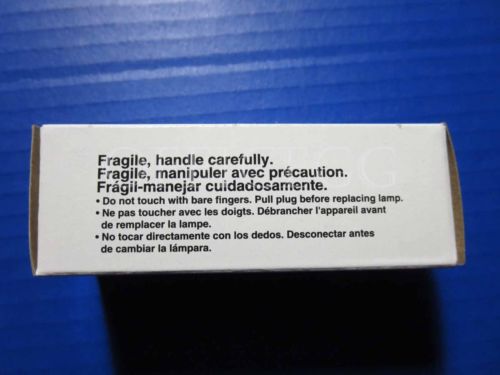 Fragile, handle carefully.
Fragile, manipuler avec précaution.
Frágil-manejar cuidadosamente.
• Do not touch with bare fingers. Pull plug before replacing lamp.
• Ne pas toucher avec les doigts. Débrancher l'appareil avant
de remplacer la lampe.
• No tocar directamente con los dedos. Desconectar antes
de cambiar la lámpara.